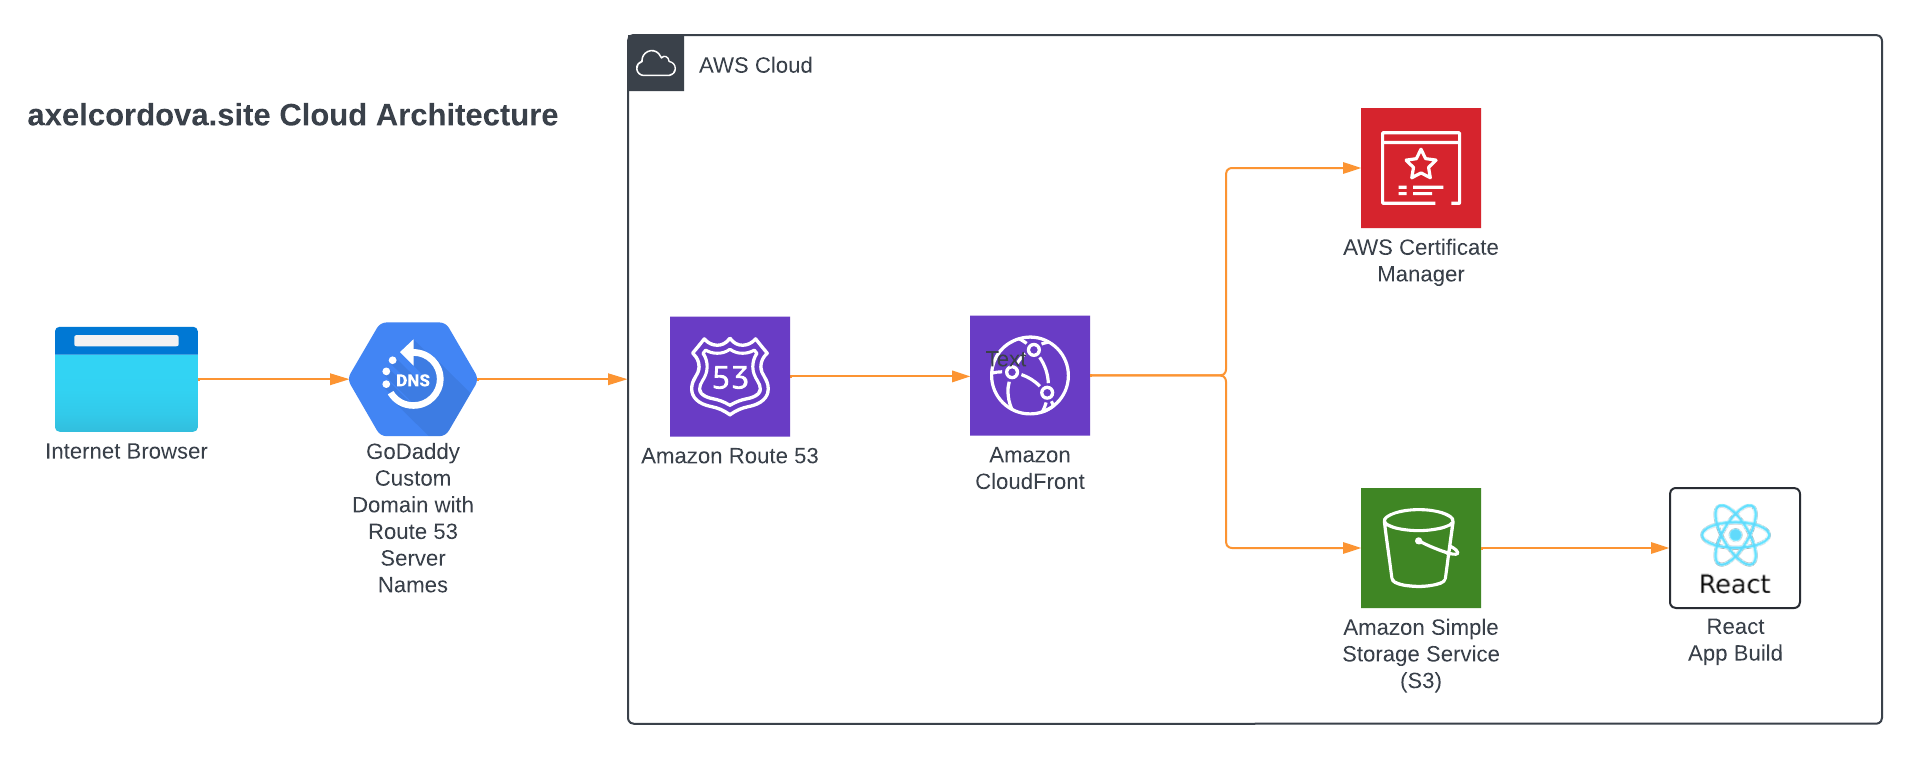 AWS Cloud
axelcordova.site Cloud Architecture
AWS Certificate
Manager
DNS
53
Text
Internet Browser
GoDaddy
Custom
Domain with
Route 53
Server
Names
Amazon Route 53
Amazon
CloudFront
React
Amazon Simple
Storage Service
(S3)
React
App Build